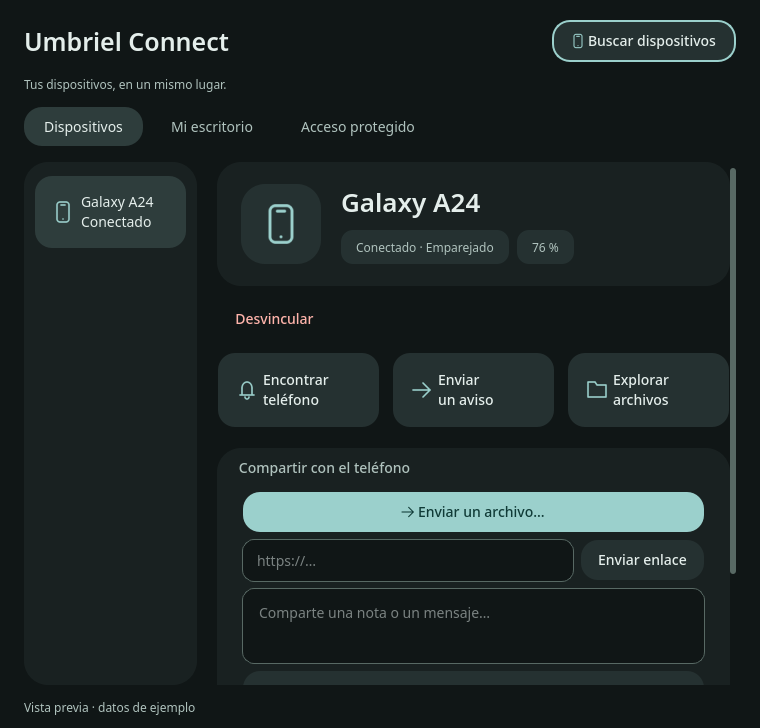 Umbriel Connect
Buscar dispositivos
Tus dispositivos, en un mismo lugar.
Dispositivos
Mi escritorio
Acceso protegido
Galaxy A24
Conectado
Galaxy A24
Conectado · Emparejado
76 %
Desvincular
Encontrar
teléfono
Enviar
un aviso
Explorar
archivos
Compartir con el teléfono
Enviar un archivo...
https://...
Enviar enlace
Comparte una nota o un mensaje...
Vista previa · datos de ejemplo